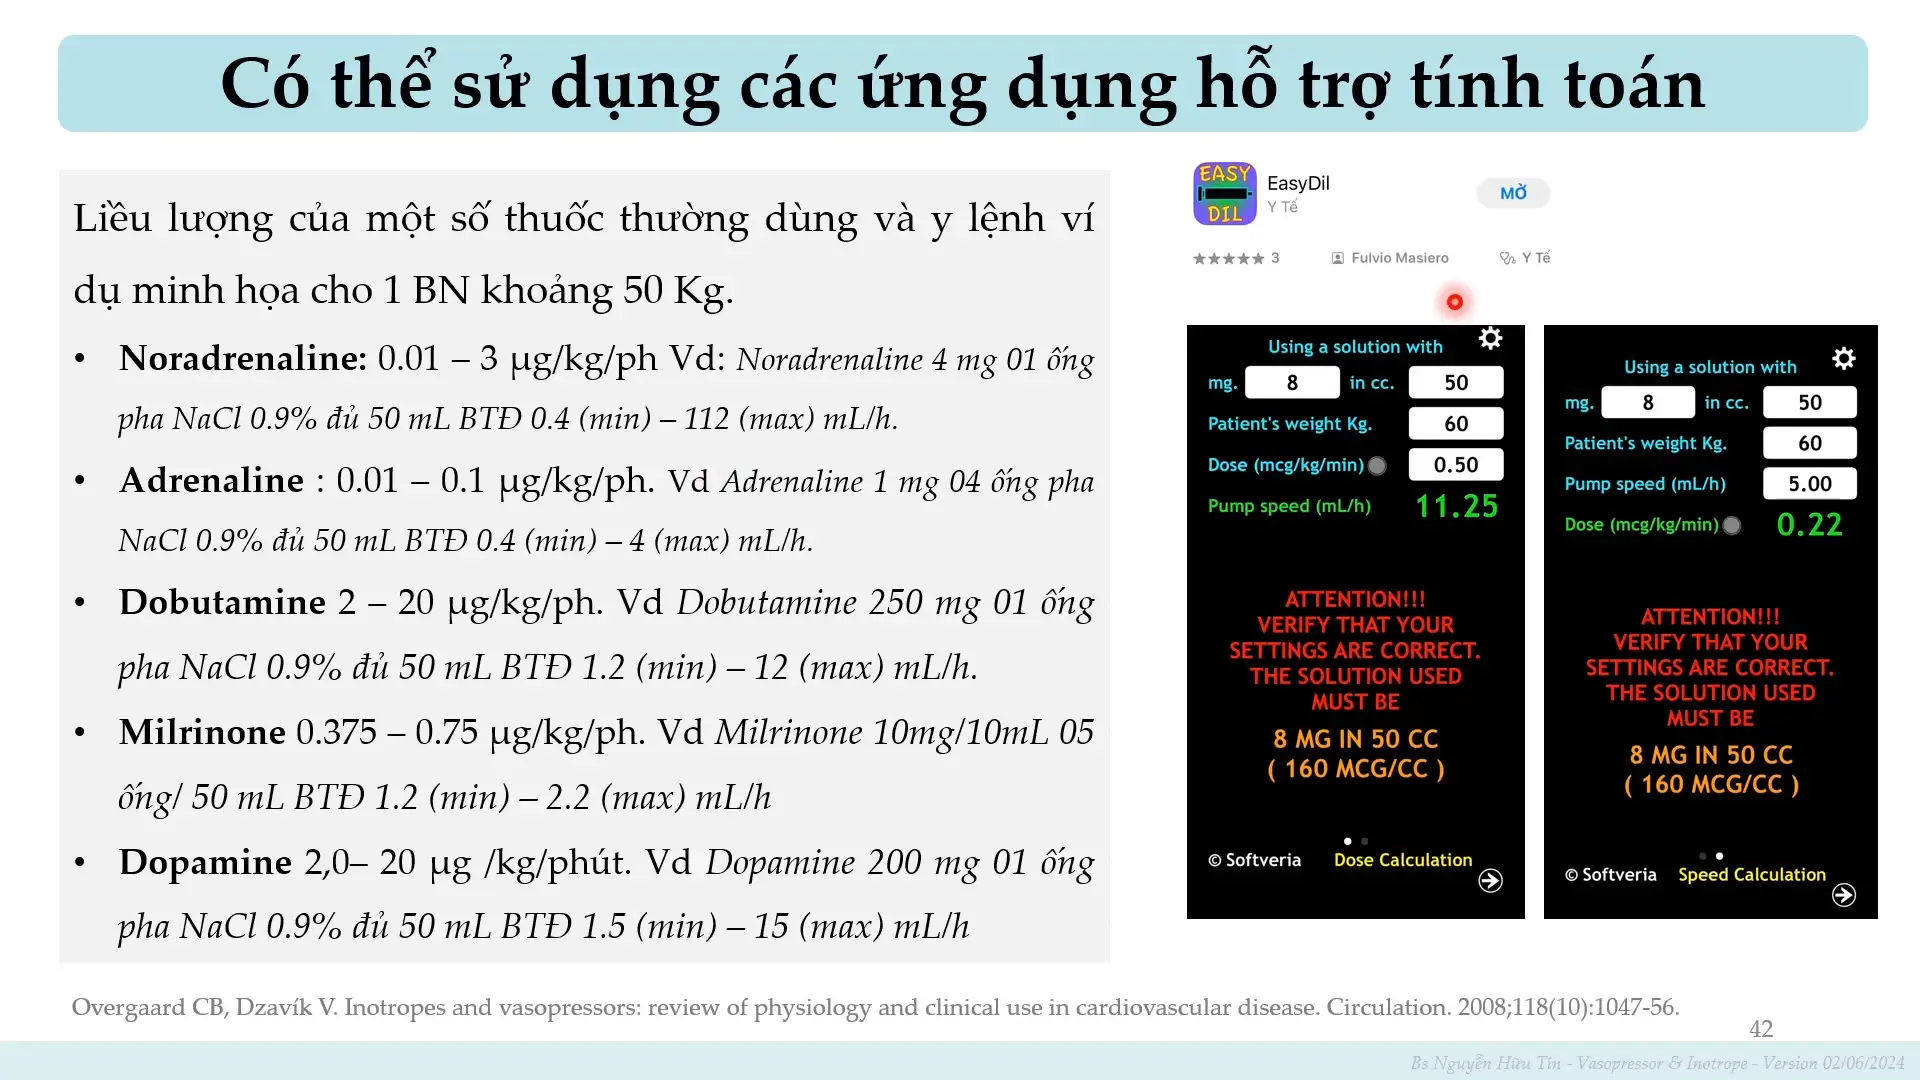 Có thể sử dụng các ứng dụng hỗ trợ tính toán
Liều lượng của một số thuốc thường dùng và y lệnh ví
dụ minh họa cho 1 BN khoảng 50 Kg.
• Noradrenaline: 0.01 – 3 µg/kg/ph Vd: Noradrenaline 4 mg 01 ống
pha NaCl 0.9% đủ 50 mL BTĐ 0.4 (min) – 112 (max) mL/h.
• Adrenaline : 0.01 – 0.1 µg/kg/ph. Vd Adrenaline 1 mg 04 ống pha
NaCl 0.9% đủ 50 mL BTĐ 0.4 (min) – 4 (max) mL/h.
• Dobutamine 2 – 20 µg/kg/ph. Vd Dobutamine 250 mg 01 ống
pha NaCl 0.9% đủ 50 mL BTĐ 1.2 (min) – 12 (max) mL/h.
• Milrinone 0.375 – 0.75 µg/kg/ph. Vd Milrinone 10mg/10mL 05
ống/ 50 mL BTĐ 1.2 (min) – 2.2 (max) mL/h
• Dopamine 2,0– 20 µg /kg/phút. Vd Dopamine 200 mg 01 ống
pha NaCl 0.9% đủ 50 mL BTĐ 1.5 (min) – 15 (max) mL/h
EASY
DIL
EasyDil
Y Tế
MỞ
★★★★★ 3
Fulvio Masiero
Y Tế
Using a solution with
mg. 8 in cc. 50
Patient's weight Kg. 60
Dose (mcg/kg/min) 0.50
Pump speed (mL/h) 11.25
ATTENTION!!!
VERIFY THAT YOUR
SETTINGS ARE CORRECT.
THE SOLUTION USED
MUST BE
8 MG IN 50 CC
( 160 MCG/CC )
© Softveria Dose Calculation
Using a solution with
mg. 8 in cc. 50
Patient's weight Kg. 60
Pump speed (mL/h) 5.00
Dose (mcg/kg/min) 0.22
ATTENTION!!!
VERIFY THAT YOUR
SETTINGS ARE CORRECT.
THE SOLUTION USED
MUST BE
8 MG IN 50 CC
( 160 MCG/CC )
© Softveria Speed Calculation
Overgaard CB, Dzavík V. Inotropes and vasopressors: review of physiology and clinical use in cardiovascular disease. Circulation. 2008;118(10):1047-56.
42
Bs Nguyễn Hữu Tín - Vasopressor & Inotrope - Version 02/06/2024